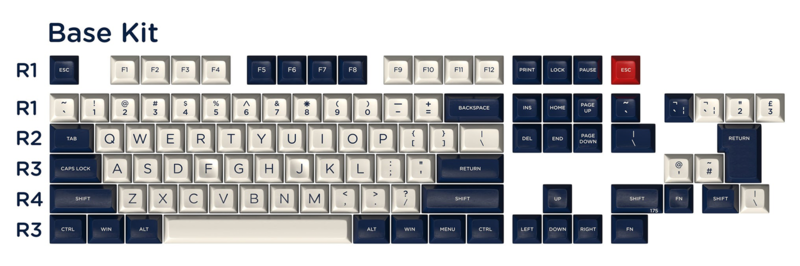 Base Kit
R1 ESC F1 F2 F3 F4 F5 F6 F7 F8 F9 F10 F11 F12 PRINT LOCK PAUSE ESC
R1 ~ ` ! 1 @ 2 # 3 $ 4 % 5 ^ 6 & 7 * 8 ( 9 ) 0 — - + = BACKSPACE INS HOME PAGE UP ~ ` ¬ ¦ ` ¬ ¦ ` " 2 £ 3
R2 TAB Q W E R T Y U I O P { [ } ] | \ DEL END PAGE DOWN | \ RETURN
R3 CAPS LOCK A S D F G H J K L : ; " ' RETURN @ ' ~ #
R4 SHIFT Z X C V B N M < , > . ? / SHIFT UP SHIFT 175 FN SHIFT | \
R3 CTRL WIN ALT ALT WIN MENU CTRL LEFT DOWN RIGHT FN